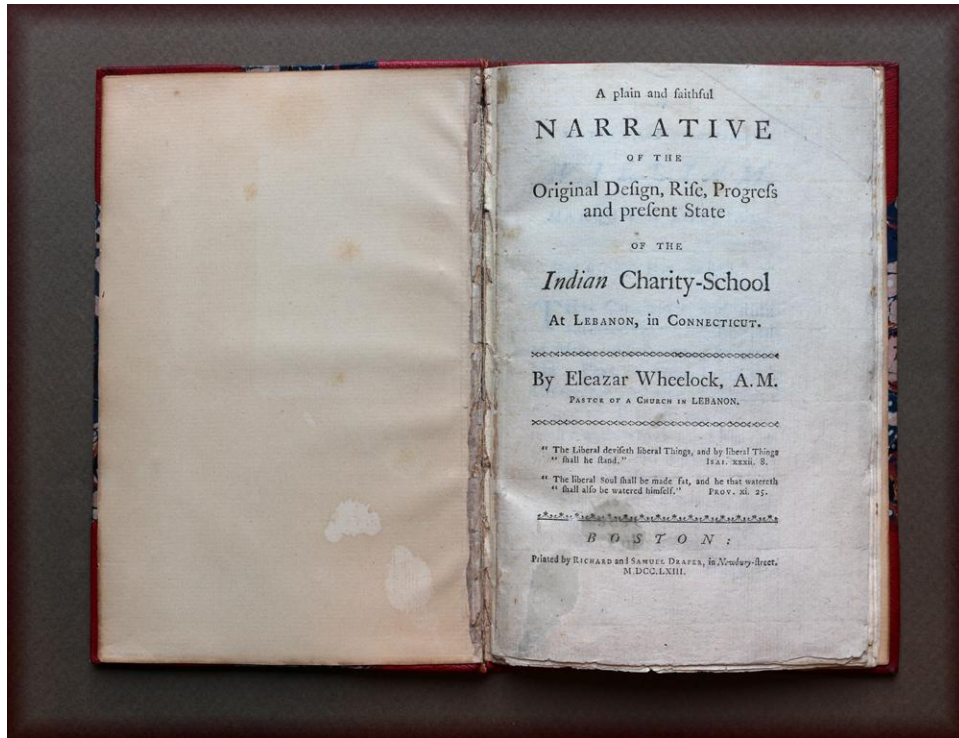 A plain and faithful
NARRATIVE
OF THE
Original Deſign, Riſe, Progreſs
and preſent State
OF THE
Indian Charity-School
At LEBANON, in CONNECTICUT.
By Eleazar Wheelock, A.M.
PASTOR OF A CHURCH IN LEBANON.
" The Liberal deviſeth liberal Things, and by liberal Things
" ſhall he ſtand." ISAI. xxxii. 8.
" The liberal Soul ſhall be made fat, and he that watereth
" ſhall alſo be watered himſelf." PROV. xi. 25.
BOSTON:
Printed by RICHARD and SAMUEL DRAPER, in Newbury-ſtreet.
M.DCC.LXIII.